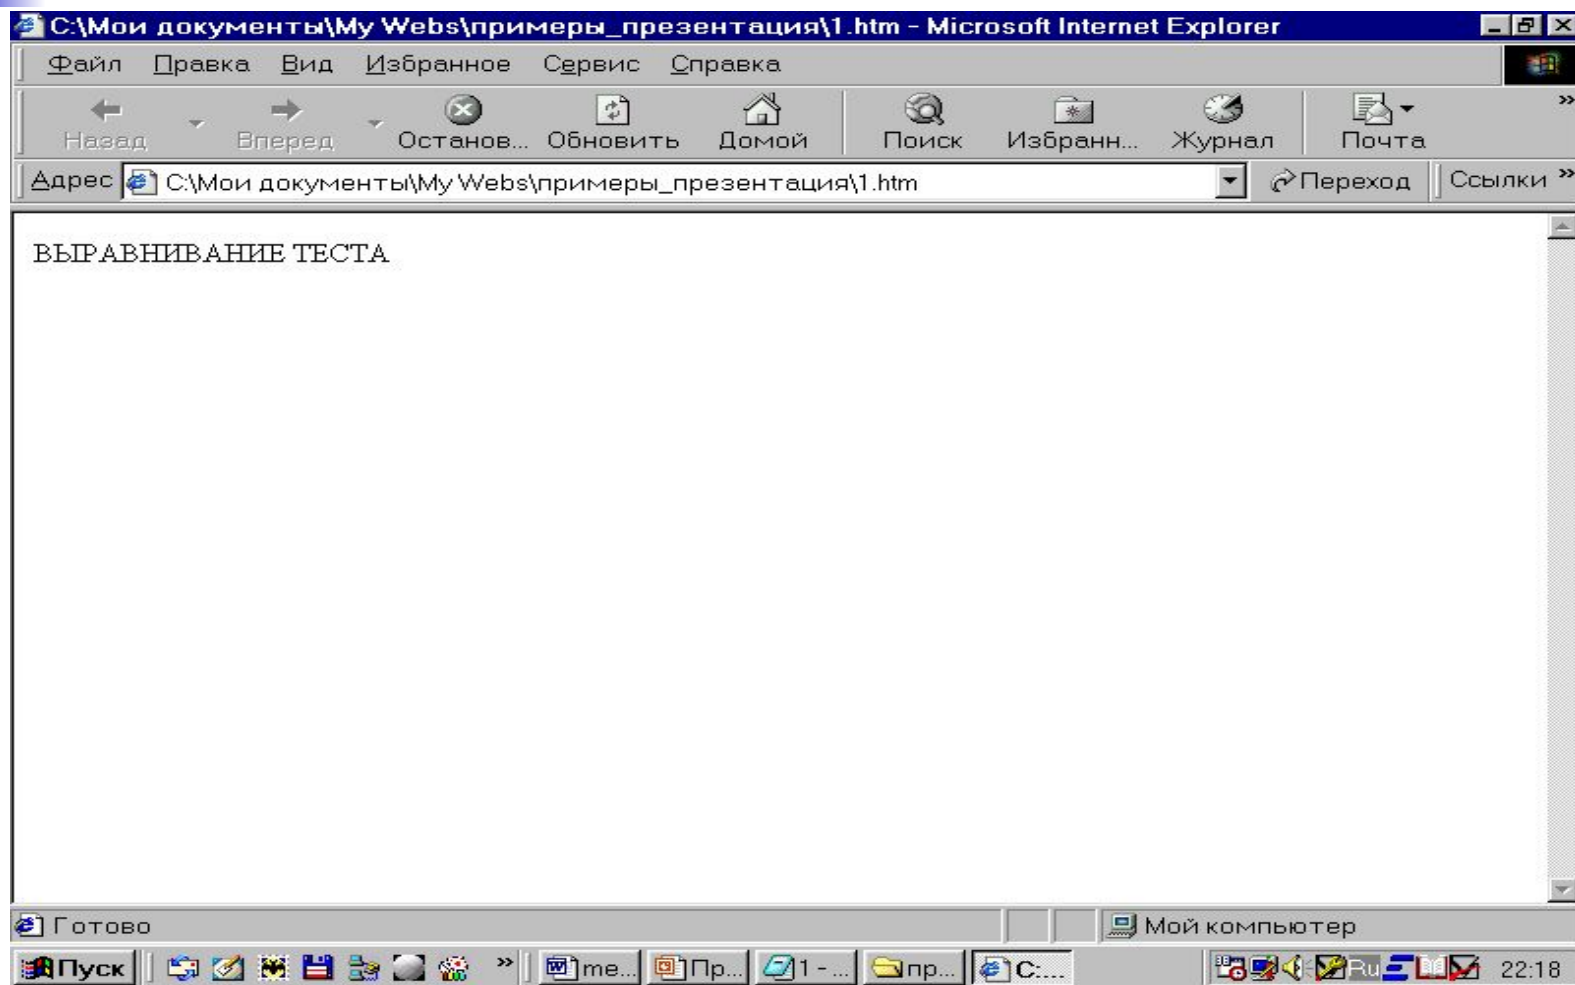 C:\Мои документы\My Webs\примеры_презентация\1.htm - Microsoft Internet Explorer
Файл Правка Вид Избранное Сервис Справка
Назад Вперед Останов... Обновить Домой Поиск Избранн... Журнал Почта »
Адрес C:\Мои документы\My Webs\примеры_презентация\1.htm Переход Ссылки »
ВЫРАВНИВАНИЕ ТЕСТА
Готово Мой компьютер
Пуск » me... Пр... 1 - ... пр... C:... Ru 22:18